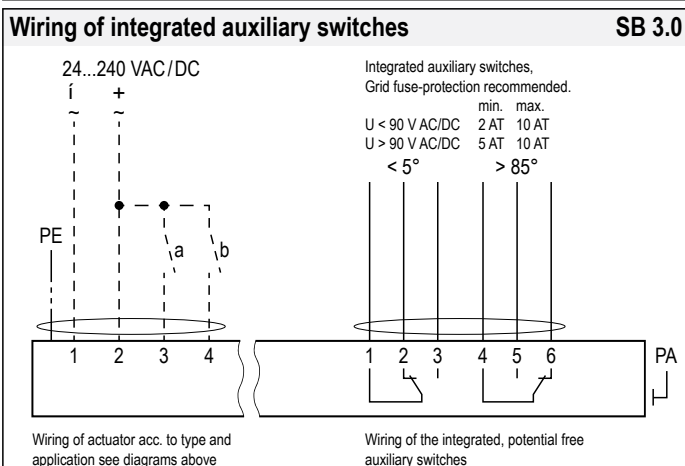 Wiring of integrated auxiliary switches SB 3.0
24...240 VAC/DC
í +
~ ~
Integrated auxiliary switches,
Grid fuse-protection recommended.
min. max.
U < 90 V AC/DC 2 AT 10 AT
U > 90 V AC/DC 5 AT 10 AT
< 5° > 85°
PE
a b
1 2 3 4 1 2 3 4 5 6 PA
Wiring of actuator acc. to type and
application see diagrams above
Wiring of the integrated, potential free
auxiliary switches